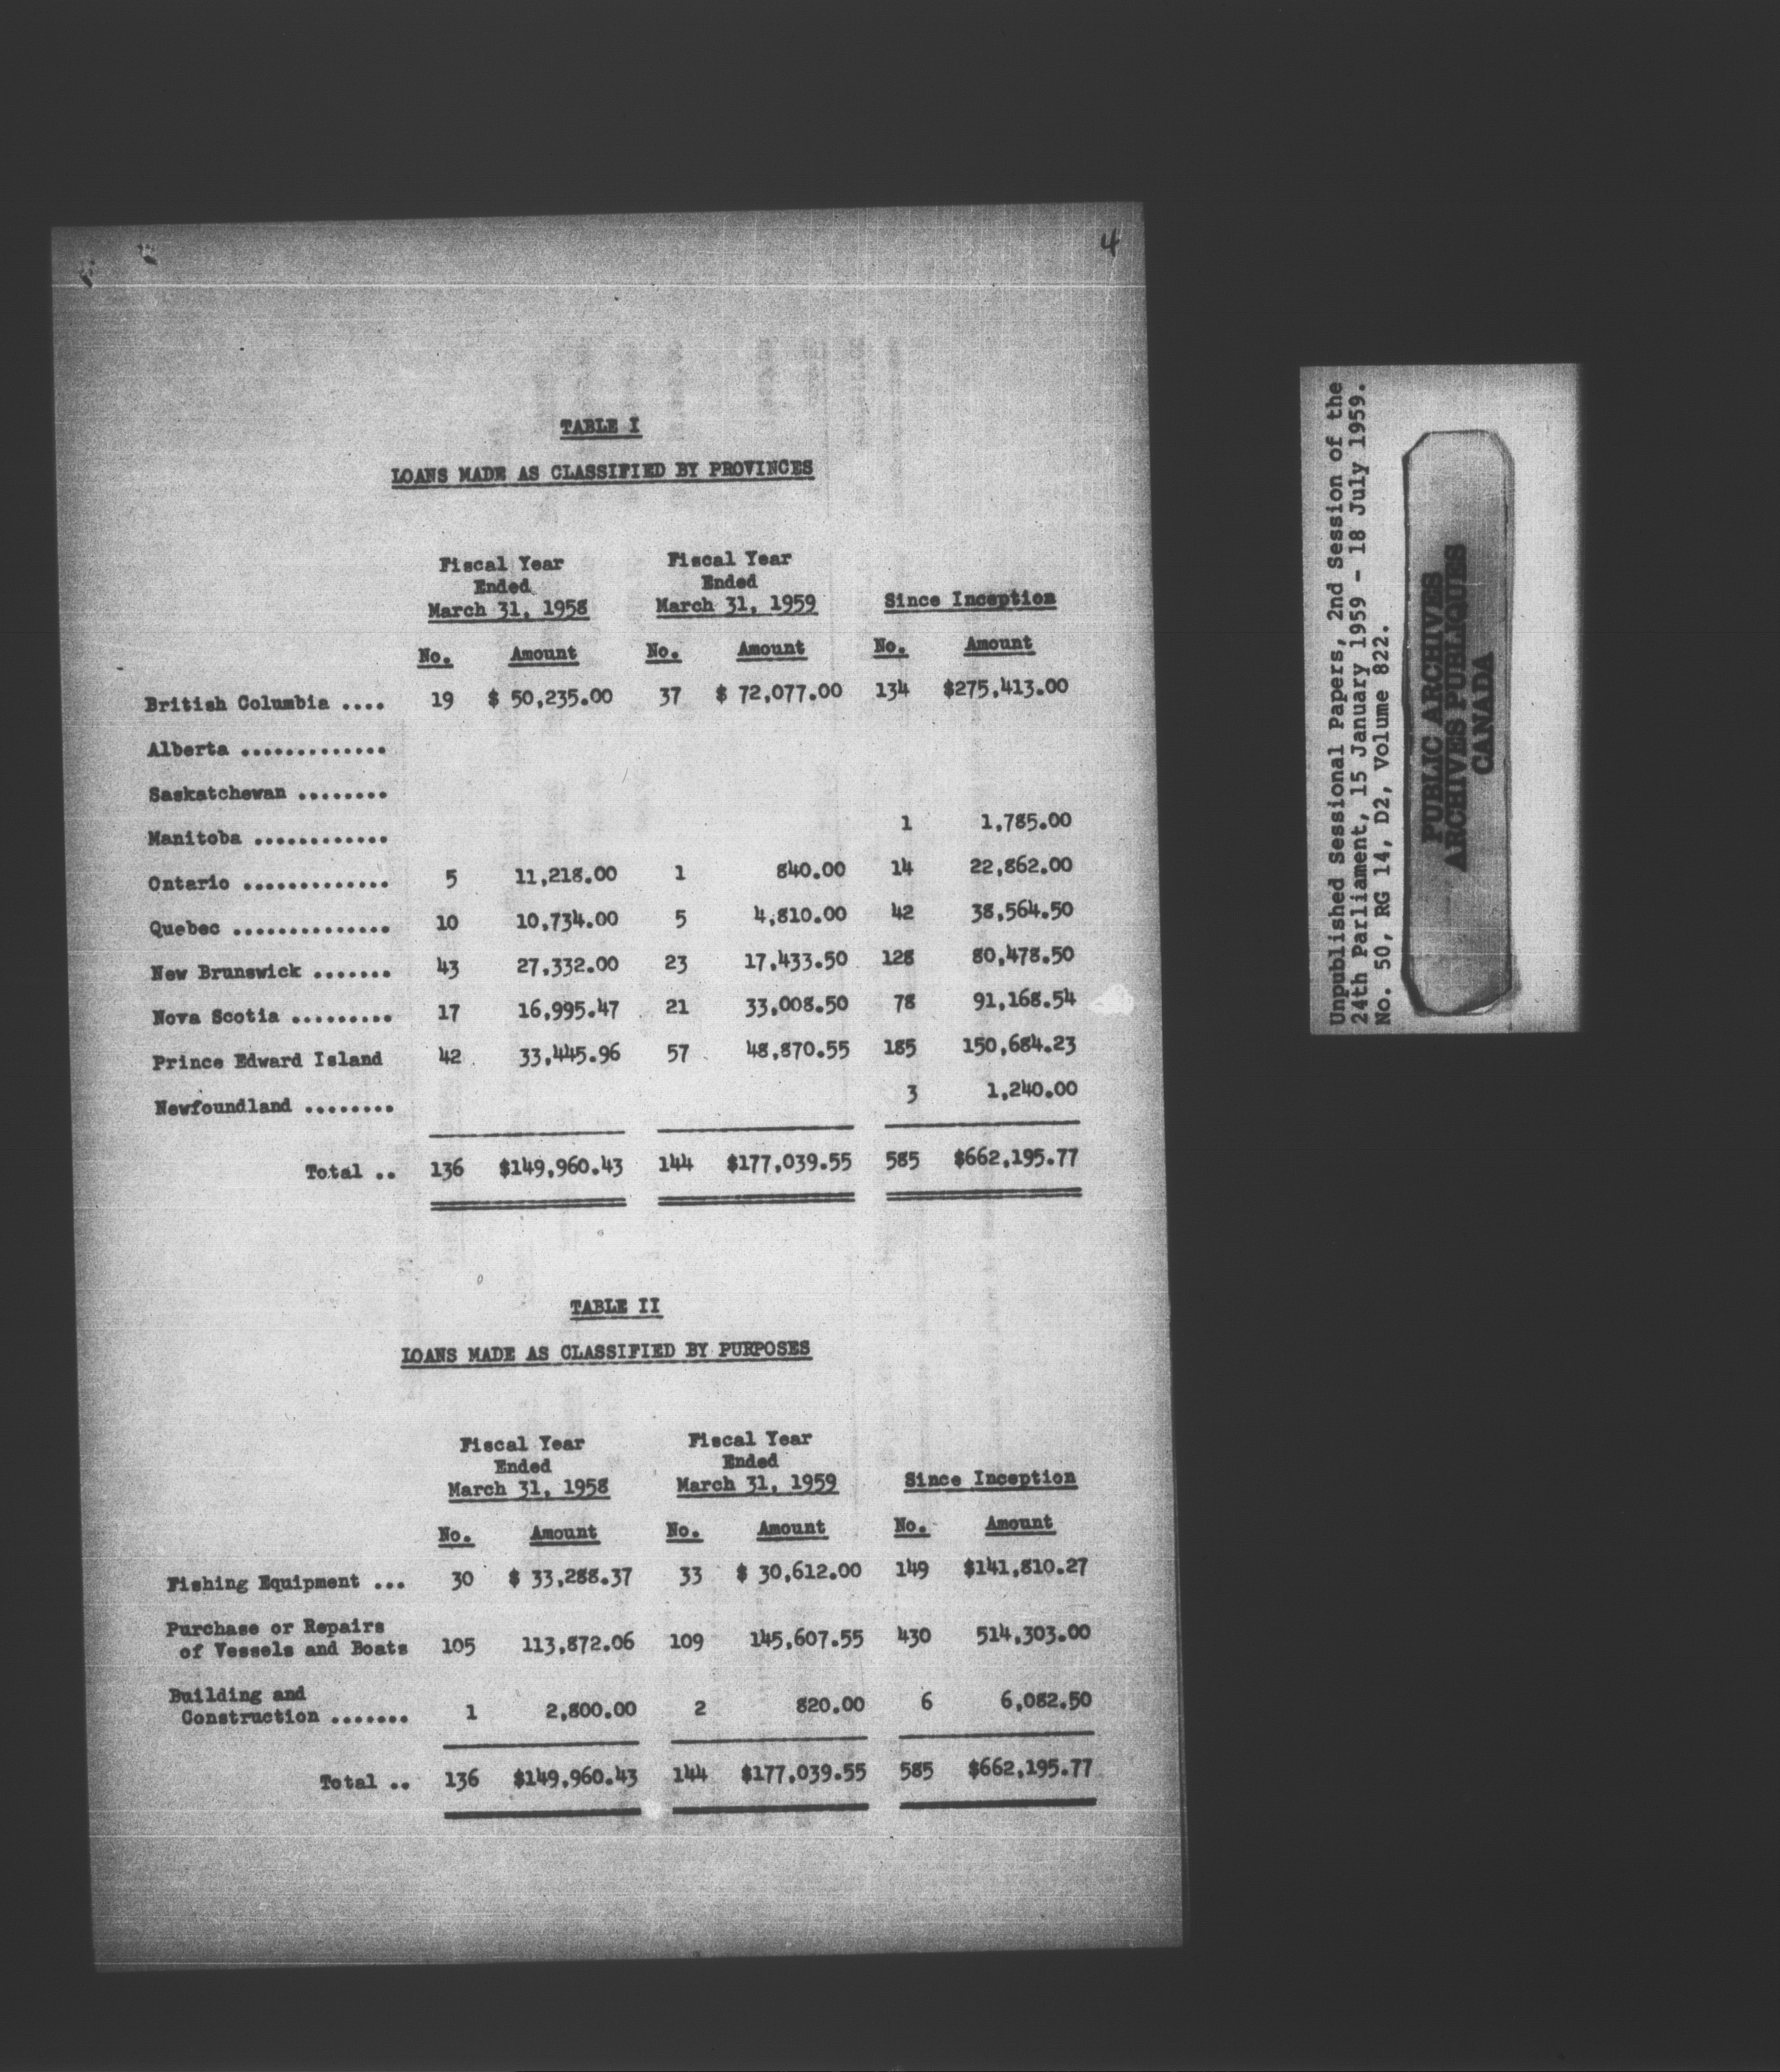 4
TABLE I
LOANS MADE AS CLASSIFIED BY PROVINCES
Fiscal Year Fiscal Year
Ended Ended
March 31, 1958 March 31, 1959 Since Inception
No. Amount No. Amount No. Amount
British Columbia .... 19 $ 50,235.00 37 $ 72,077.00 134 $275,413.00
Alberta .............
Saskatchewan ........
Manitoba ............ 1 1,785.00
Ontario ............. 5 11,218.00 1 840.00 14 22,862.00
Quebec .............. 10 10,734.00 5 4,810.00 42 38,564.50
New Brunswick ....... 43 27,332.00 23 17,433.50 128 80,478.50
Nova Scotia ......... 17 16,995.47 21 33,008.50 78 91,168.54
Prince Edward Island 42 33,445.96 57 48,870.55 185 150,684.23
Newfoundland ........ 3 1,240.00
Total .. 136 $149,960.43 144 $177,039.55 585 $662,195.77
TABLE II
LOANS MADE AS CLASSIFIED BY PURPOSES
Fiscal Year Fiscal Year
Ended Ended
March 31, 1958 March 31, 1959 Since Inception
No. Amount No. Amount No. Amount
Fishing Equipment ... 30 $ 33,288.37 33 $ 30,612.00 149 $141,810.27
Purchase or Repairs
of Vessels and Boats 105 113,872.06 109 145,607.55 430 514,303.00
Building and
Construction ....... 1 2,800.00 2 820.00 6 6,082.50
Total .. 136 $149,960.43 144 $177,039.55 585 $662,195.77
Unpublished Sessional Papers, 2nd Session of the
24th Parliament, 15 January 1959 - 18 July 1959.
No. 50, RG 14, D2, Volume 822.
PUBLIC ARCHIVES
ARCHIVES PUBLIQUES
CANADA